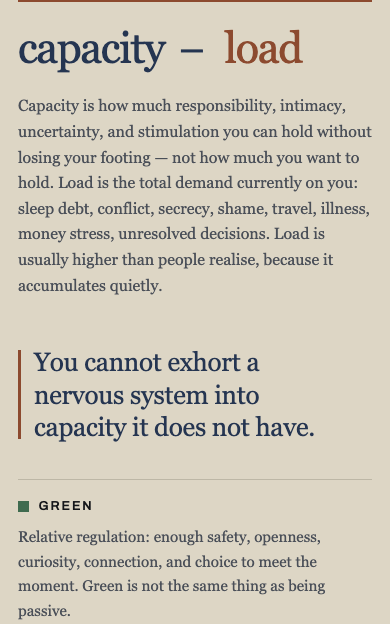 capacity – load
Capacity is how much responsibility, intimacy,
uncertainty, and stimulation you can hold without
losing your footing — not how much you want to
hold. Load is the total demand currently on you:
sleep debt, conflict, secrecy, shame, travel, illness,
money stress, unresolved decisions. Load is
usually higher than people realise, because it
accumulates quietly.
You cannot exhort a
nervous system into
capacity it does not have.
GREEN
Relative regulation: enough safety, openness,
curiosity, connection, and choice to meet the
moment. Green is not the same thing as being
passive.